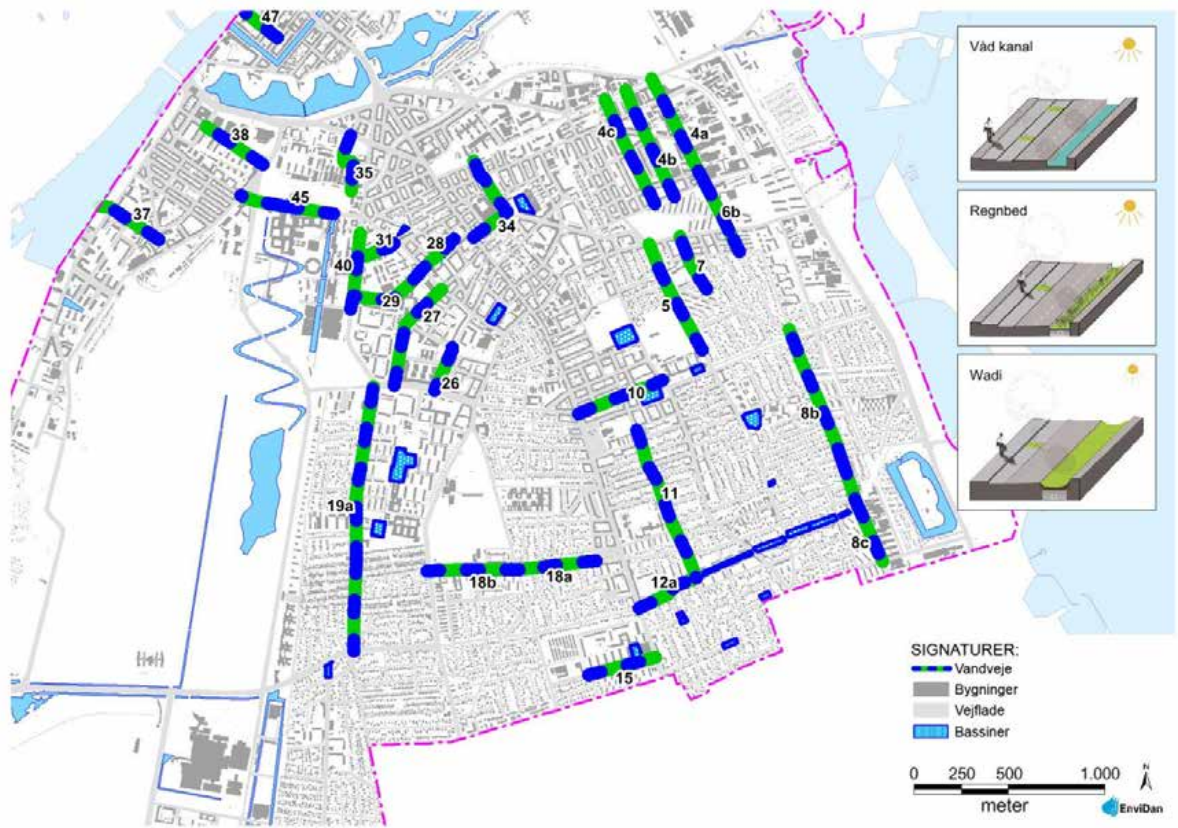 47
Våd kanal
38
4c
4b
4a
35
45
37
34
6b
Regnbed
31
28
40
7
29
27
5
Wadi
26
10
8b
11
19a
8c
18b
18a
12a
15
SIGNATURER:
Vandveje
Bygninger
Vejflade
Bassiner
0 250 500 1.000
meter
N
EnviDan